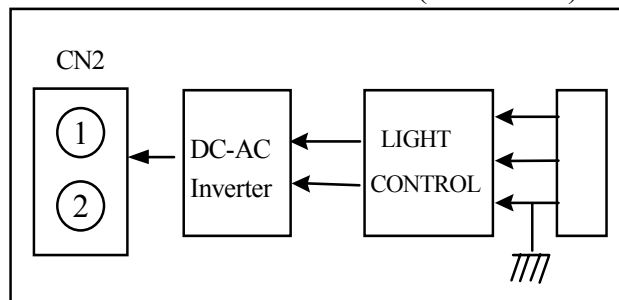 CN2
1
2
DC-AC
Inverter
LIGHT
CONTROL